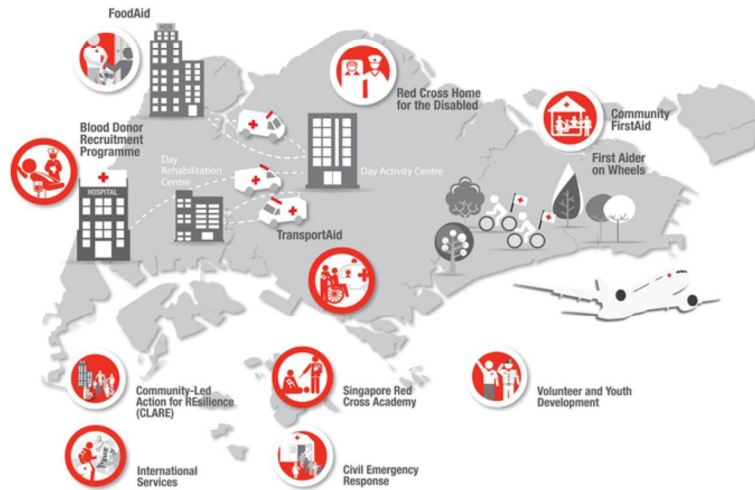 FoodAid
HDB
Red Cross Home
for the Disabled
Community
FirstAid
Blood Donor
Recruitment
Programme
Day
Rehabilitation
Centre
Day Activity Centre
First Aider
on Wheels
HOSPITAL
TransportAid
Community-Led
Action for REsilience
(CLARE)
Singapore Red
Cross Academy
Volunteer and Youth
Development
International
Services
Civil Emergency
Response